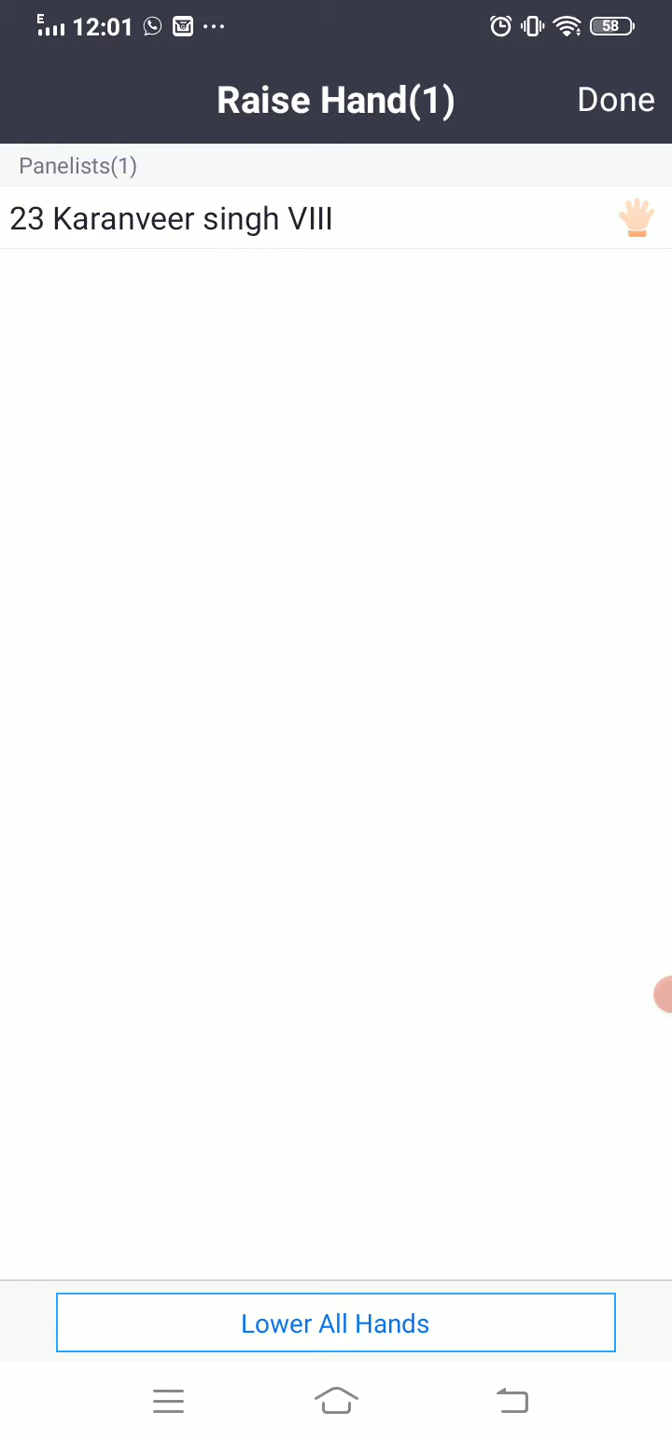 E 12:01 ... 58
Raise Hand(1) Done
Panelists(1)
23 Karanveer singh VIII
Lower All Hands